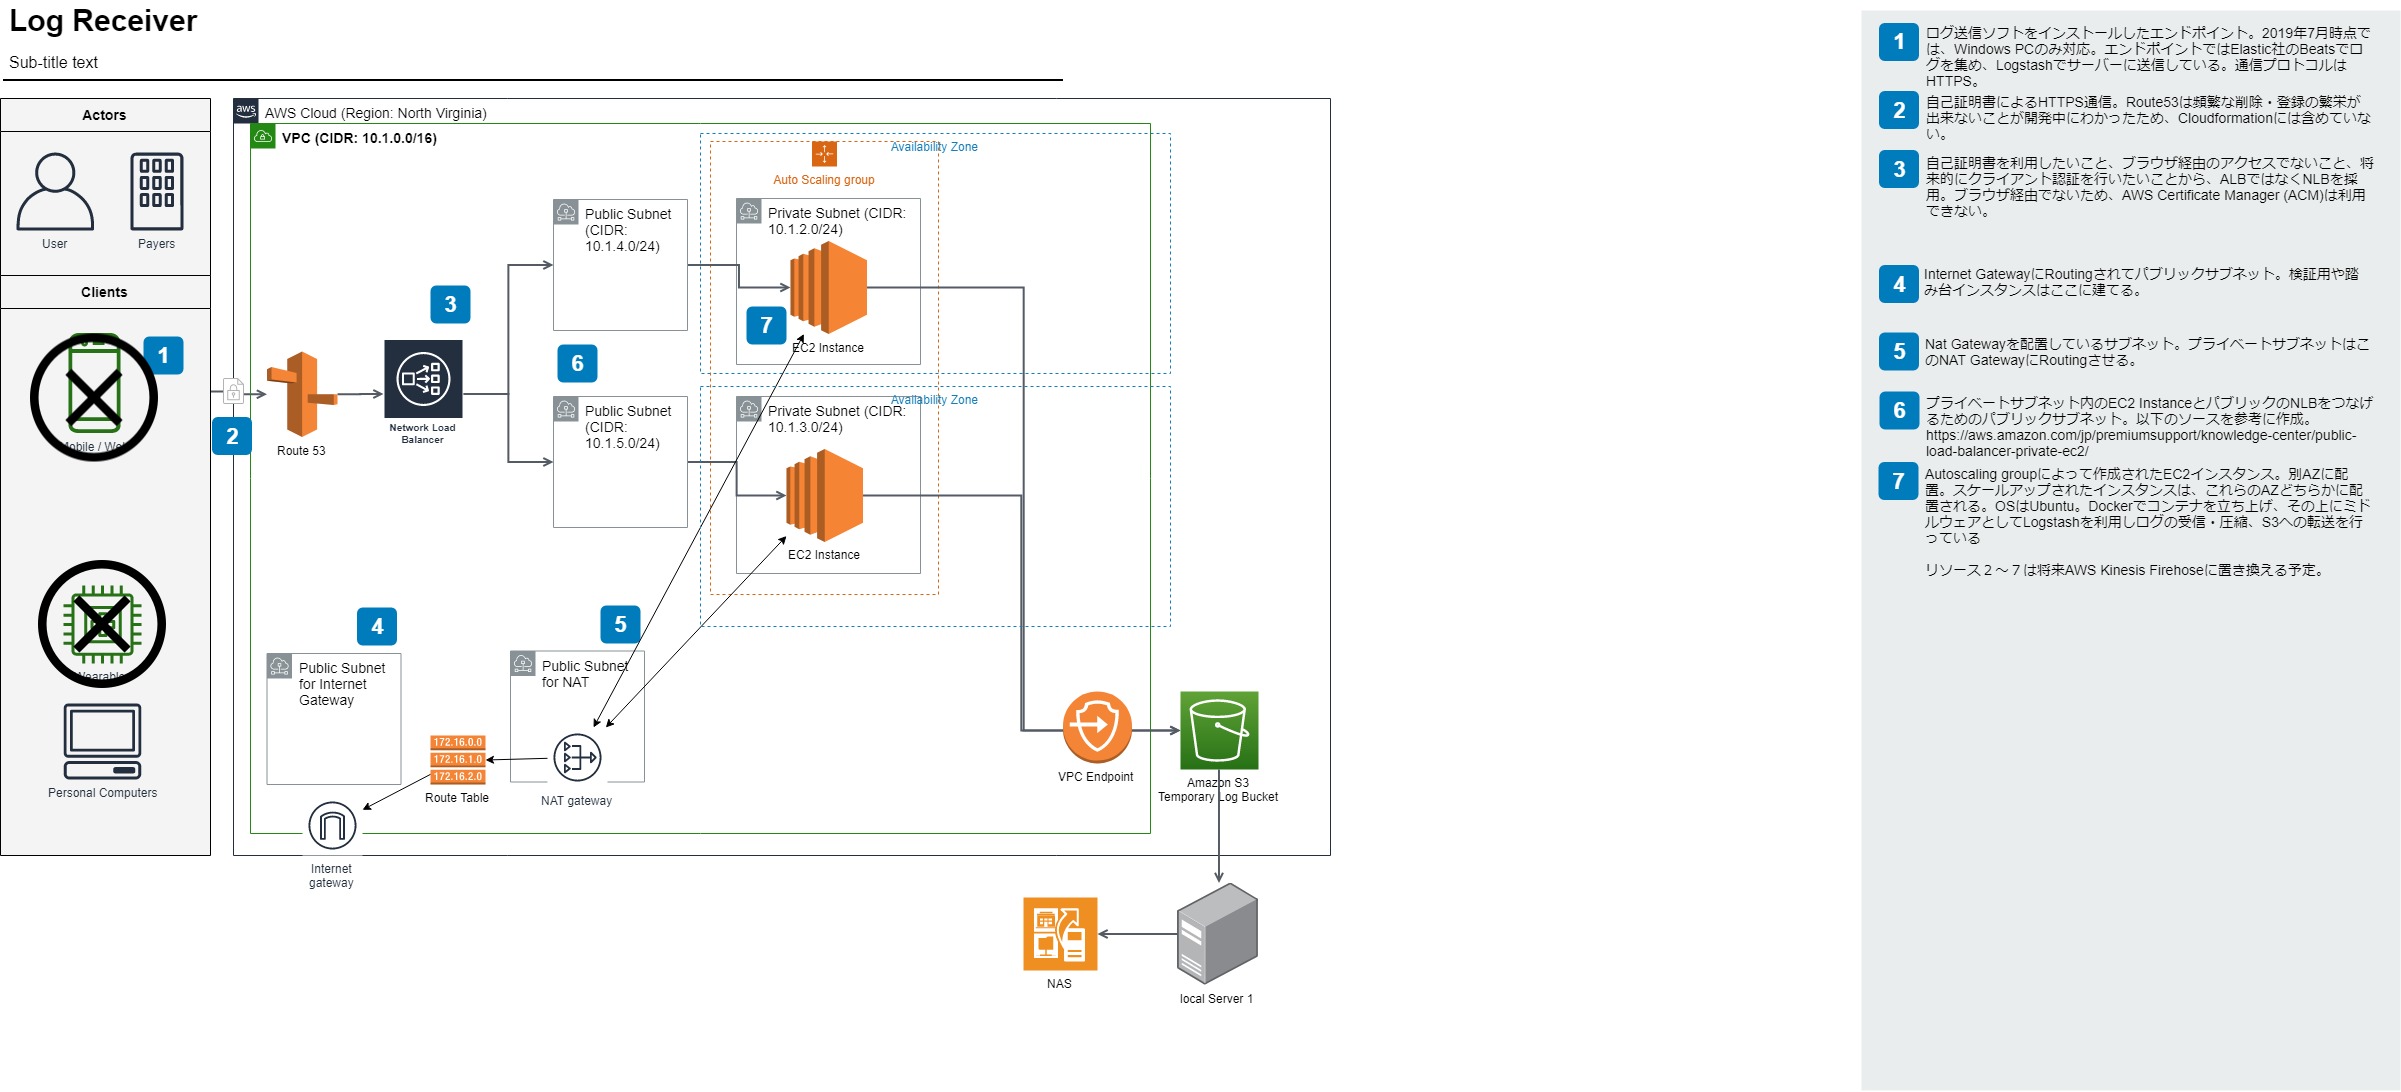 Log Receiver
Sub-title text
Actors
User
Payers
Clients
1
Mobile / Web
Wearable
Personal Computers
2
aws
AWS Cloud (Region: North Virginia)
VPC (CIDR: 10.1.0.0/16)
Route 53
3
Network Load
Balancer
Public Subnet
(CIDR:
10.1.4.0/24)
6
Public Subnet
(CIDR:
10.1.5.0/24)
Availability Zone
Auto Scaling group
Private Subnet (CIDR:
10.1.2.0/24)
7
EC2 Instance
Availability Zone
Private Subnet (CIDR:
10.1.3.0/24)
EC2 Instance
4
Public Subnet
for Internet
Gateway
5
Public Subnet
for NAT
NAT gateway
172.16.0.0
172.16.1.0
172.16.2.0
Route Table
Internet
gateway
VPC Endpoint
Amazon S3
Temporary Log Bucket
NAS
local Server 1
1
ログ送信ソフトをインストールしたエンドポイント。2019年7月時点で
は、Windows PCのみ対応。エンドポイントではElastic社のBeatsでロ
グを集め、Logstashでサーバーに送信している。通信プロトコルは
HTTPS。
2
自己証明書によるHTTPS通信。Route53は頻繁な削除・登録の繁栄が
出来ないことが開発中にわかったため、Cloudformationには含めていな
い。
3
自己証明書を利用したいこと、ブラウザ経由のアクセスでないこと、将
来的にクライアント認証を行いたいことから、ALBではなくNLBを採
用。ブラウザ経由でないため、AWS Certificate Manager (ACM)は利用
できない。
4
Internet GatewayにRoutingされてパブリックサブネット。検証用や踏
み台インスタンスはここに建てる。
5
Nat Gatewayを配置しているサブネット。プライベートサブネットはこ
のNAT GatewayにRoutingさせる。
6
プライベートサブネット内のEC2 InstanceとパブリックのNLBをつなげ
るためのパブリックサブネット。以下のソースを参考に作成。
https://aws.amazon.com/jp/premiumsupport/knowledge-center/public-
load-balancer-private-ec2/
7
Autoscaling groupによって作成されたEC2インスタンス。別AZに配
置。スケールアップされたインスタンスは、これらのAZどちらかに配
置される。OSはUbuntu。Dockerでコンテナを立ち上げ、その上にミド
ルウェアとしてLogstashを利用しログの受信・圧縮、S3への転送を行
っている
リソース２～７は将来AWS Kinesis Firehoseに置き換える予定。